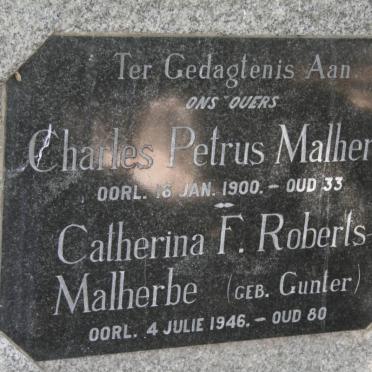 Ter Gedagtenis Aan
ONS OUERS
Charles Petrus Malher
OORL. 16 JAN. 1900. — OUD 33
Catherina F. Roberts-
Malherbe (GEB. Gunter)
OORL. 4 JULIE 1946. — OUD 80